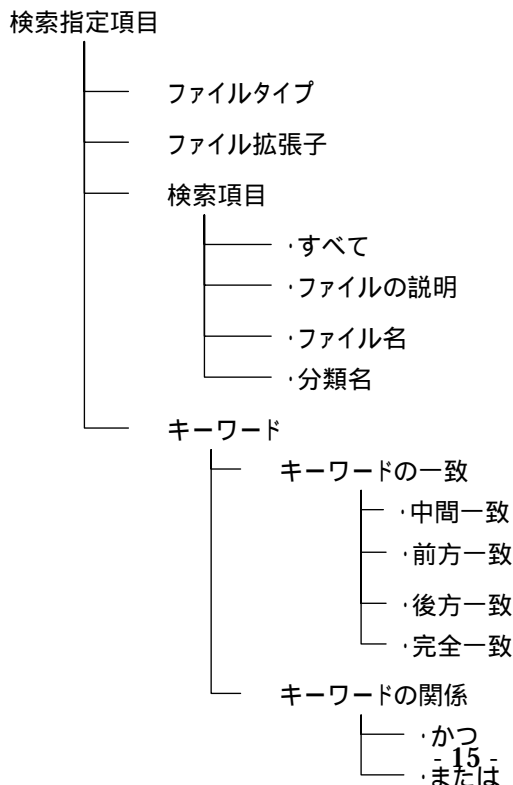 検索指定項目
ファイルタイプ
ファイル拡張子
検索項目
・すべて
・ファイルの説明
・ファイル名
・分類名
キーワード
キーワードの一致
・中間一致
・前方一致
・後方一致
・完全一致
キーワードの関係
・かつ
- 15 -
・または